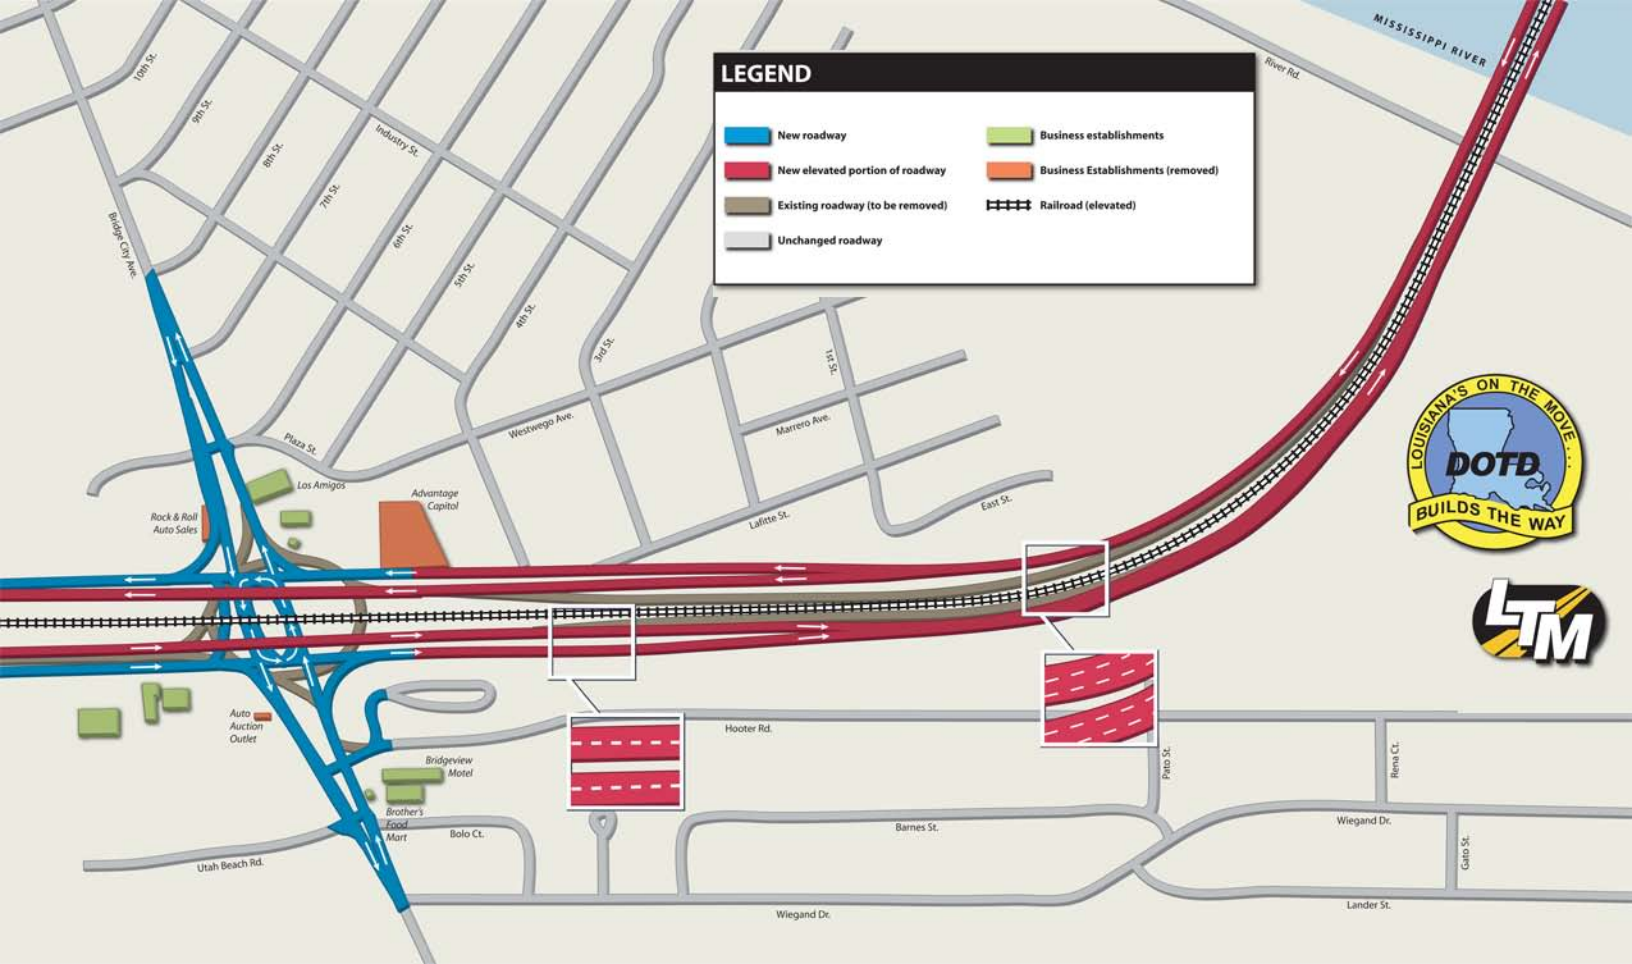 MISSISSIPPI RIVER
River Rd.
LEGEND
New roadway
New elevated portion of roadway
Existing roadway (to be removed)
Unchanged roadway
Business establishments
Business Establishments (removed)
Railroad (elevated)
10th St.
9th St.
8th St.
7th St.
6th St.
5th St.
4th St.
3rd St.
1st St.
Industry St.
Bridge City Ave.
Plaza St.
Westwego Ave.
Marrero Ave.
Lafitte St.
East St.
Los Amigos
Rock & Roll
Auto Sales
Advantage
Capitol
LOUISIANA'S ON THE MOVE...
DOTD
BUILDS THE WAY
LTM
Auto
Auction
Outlet
Bridgeview
Motel
Brother's
Food
Mart
Hooter Rd.
Pato St.
Rena Ct.
Bolo Ct.
Barnes St.
Wiegand Dr.
Gato St.
Utah Beach Rd.
Wiegand Dr.
Lander St.